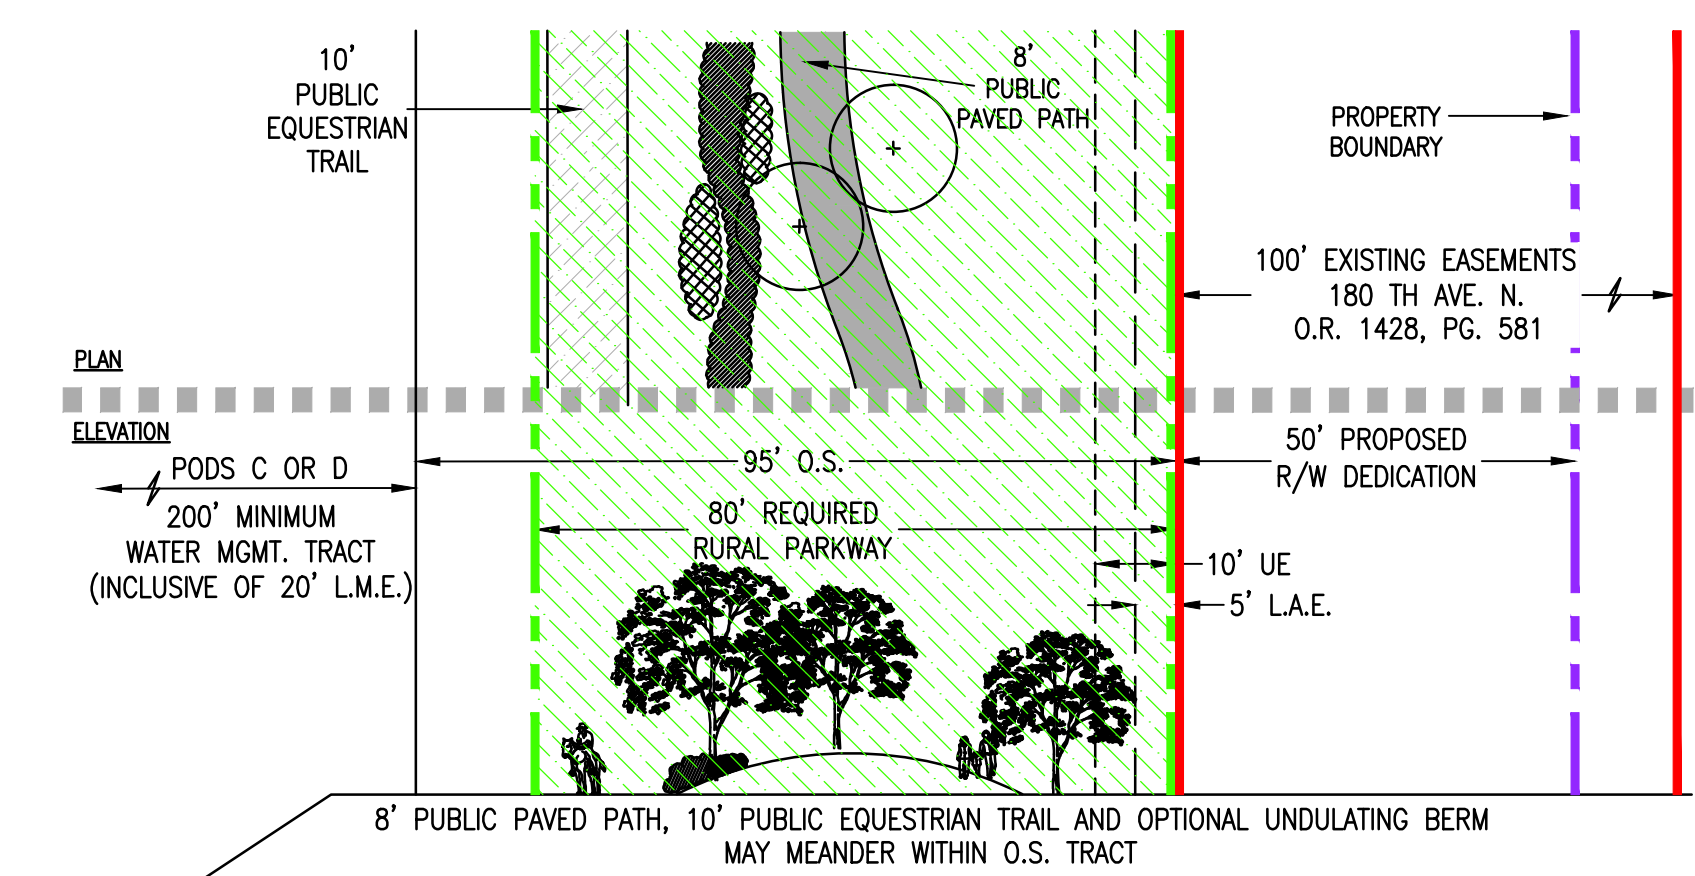 10'
PUBLIC
EQUESTRIAN
TRAIL
8'
PUBLIC
PAVED PATH
PROPERTY
BOUNDARY
100' EXISTING EASEMENTS
180 TH AVE. N.
O.R. 1428, PG. 581
PLAN
ELEVATION
PODS C OR D
200' MINIMUM
WATER MGMT. TRACT
(INCLUSIVE OF 20' L.M.E.)
95' O.S.
80' REQUIRED
RURAL PARKWAY
50' PROPOSED
R/W DEDICATION
10' UE
5' L.A.E.
8' PUBLIC PAVED PATH, 10' PUBLIC EQUESTRIAN TRAIL AND OPTIONAL UNDULATING BERM
MAY MEANDER WITHIN O.S. TRACT